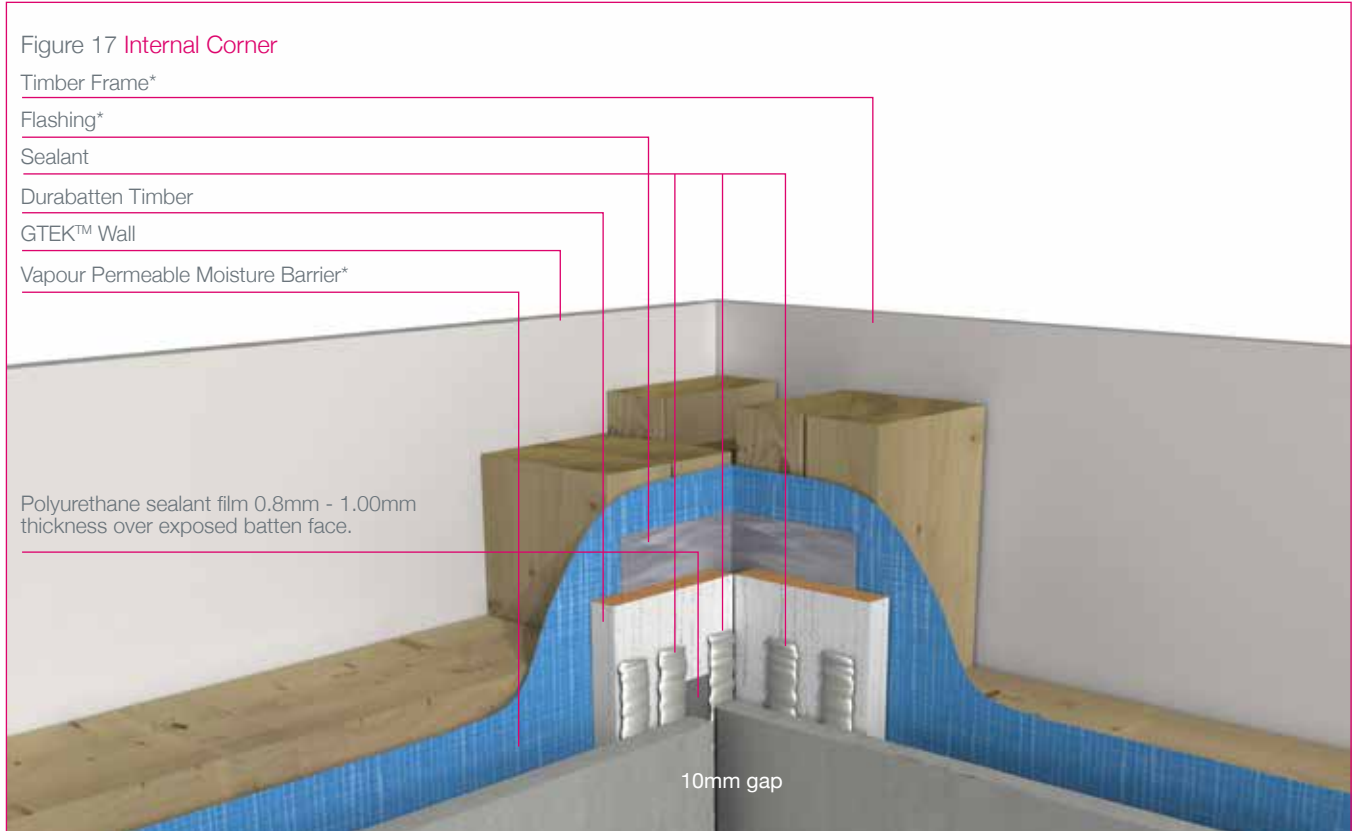 Figure 17 Internal Corner
Timber Frame*
Flashing*
Sealant
Durabatten Timber
GTEK™ Wall
Vapour Permeable Moisture Barrier*
Polyurethane sealant film 0.8mm - 1.00mm
thickness over exposed batten face.
10mm gap